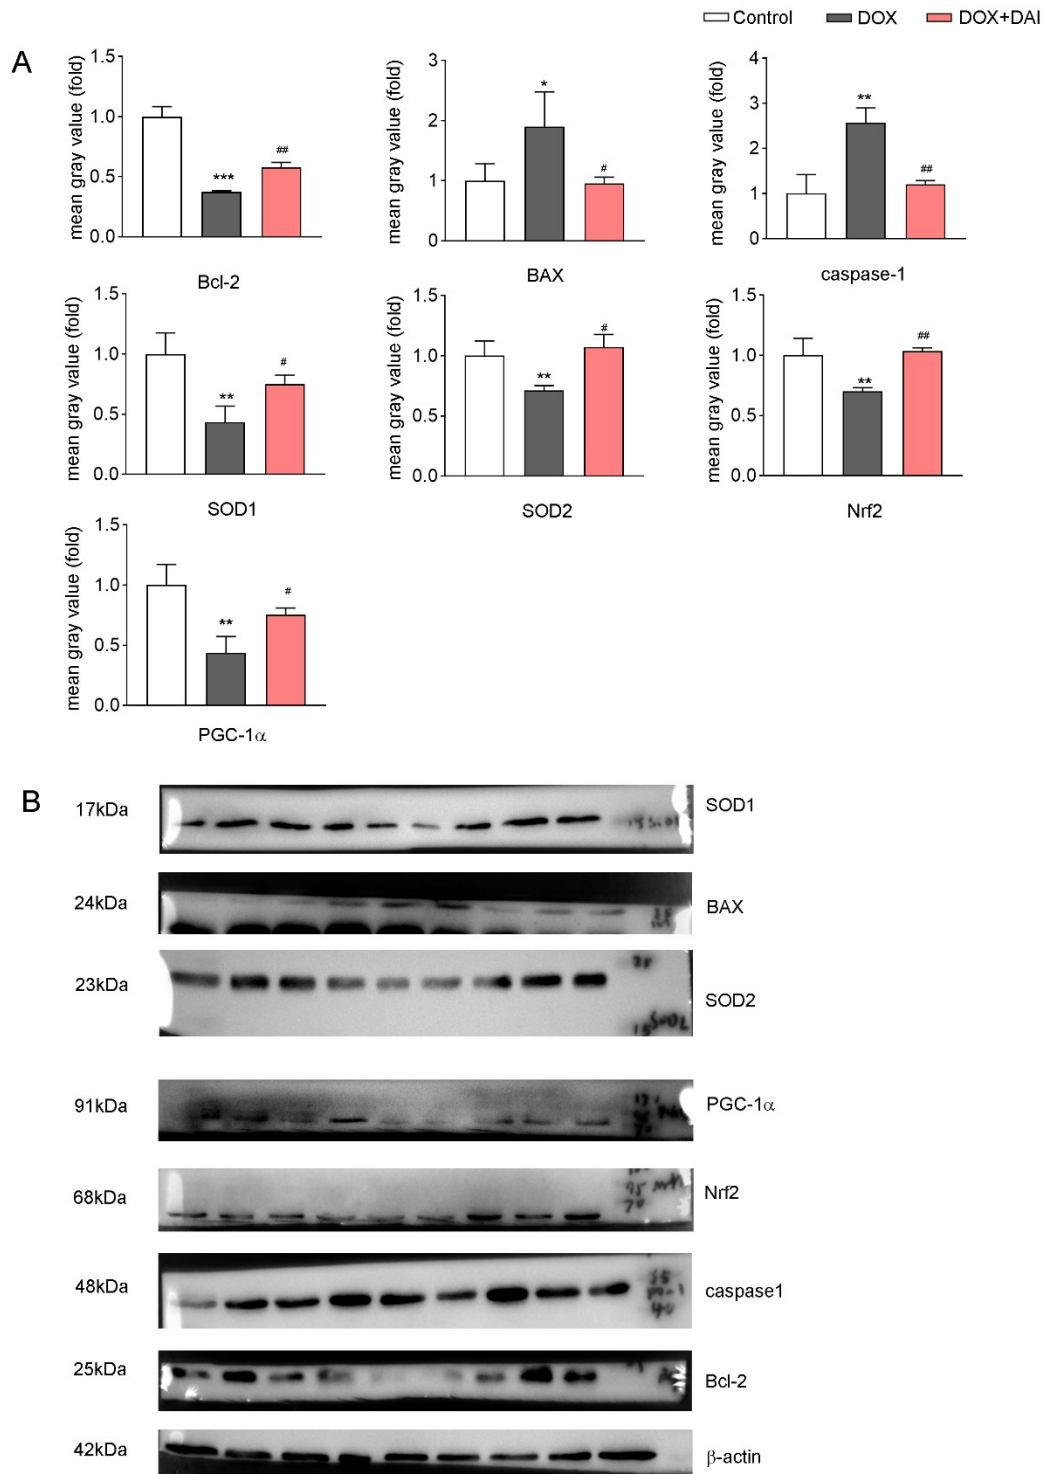 Control DOX DOX+DAI
A
mean gray value (fold)
1.5
1.0
0.5
0.0
***
##
Bcl-2
mean gray value (fold)
3
2
1
0
*
#
BAX
mean gray value (fold)
4
3
2
1
0
**
##
caspase-1
mean gray value (fold)
1.5
1.0
0.5
0.0
**
#
SOD1
mean gray value (fold)
1.5
1.0
0.5
0.0
**
#
SOD2
mean gray value (fold)
1.5
1.0
0.5
0.0
**
##
Nrf2
mean gray value (fold)
1.5
1.0
0.5
0.0
**
#
PGC-1α
B
17kDa SOD1
24kDa BAX
23kDa SOD2
91kDa PGC-1α
68kDa Nrf2
48kDa caspase1
25kDa Bcl-2
42kDa β-actin